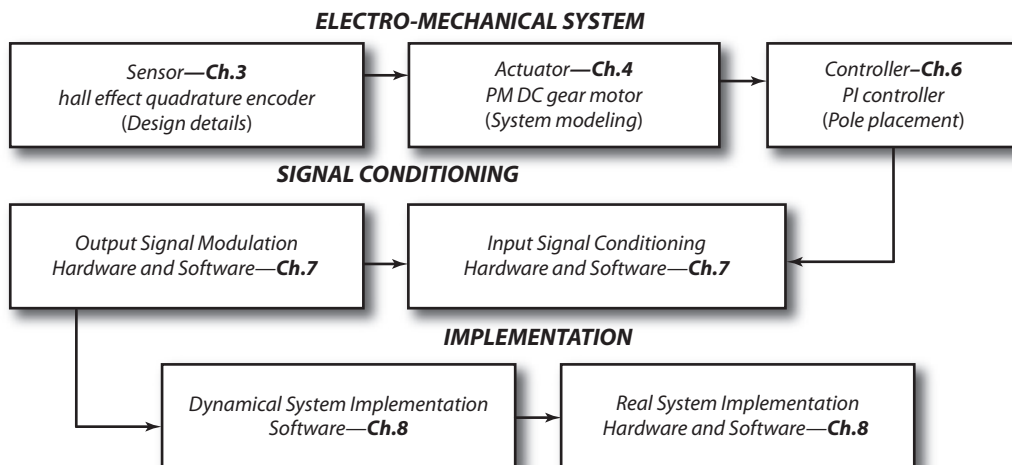 ELECTRO-MECHANICAL SYSTEM
Sensor—Ch.3
hall effect quadrature encoder
(Design details)
Actuator—Ch.4
PM DC gear motor
(System modeling)
Controller–Ch.6
PI controller
(Pole placement)
SIGNAL CONDITIONING
Output Signal Modulation
Hardware and Software—Ch.7
Input Signal Conditioning
Hardware and Software—Ch.7
IMPLEMENTATION
Dynamical System Implementation
Software—Ch.8
Real System Implementation
Hardware and Software—Ch.8